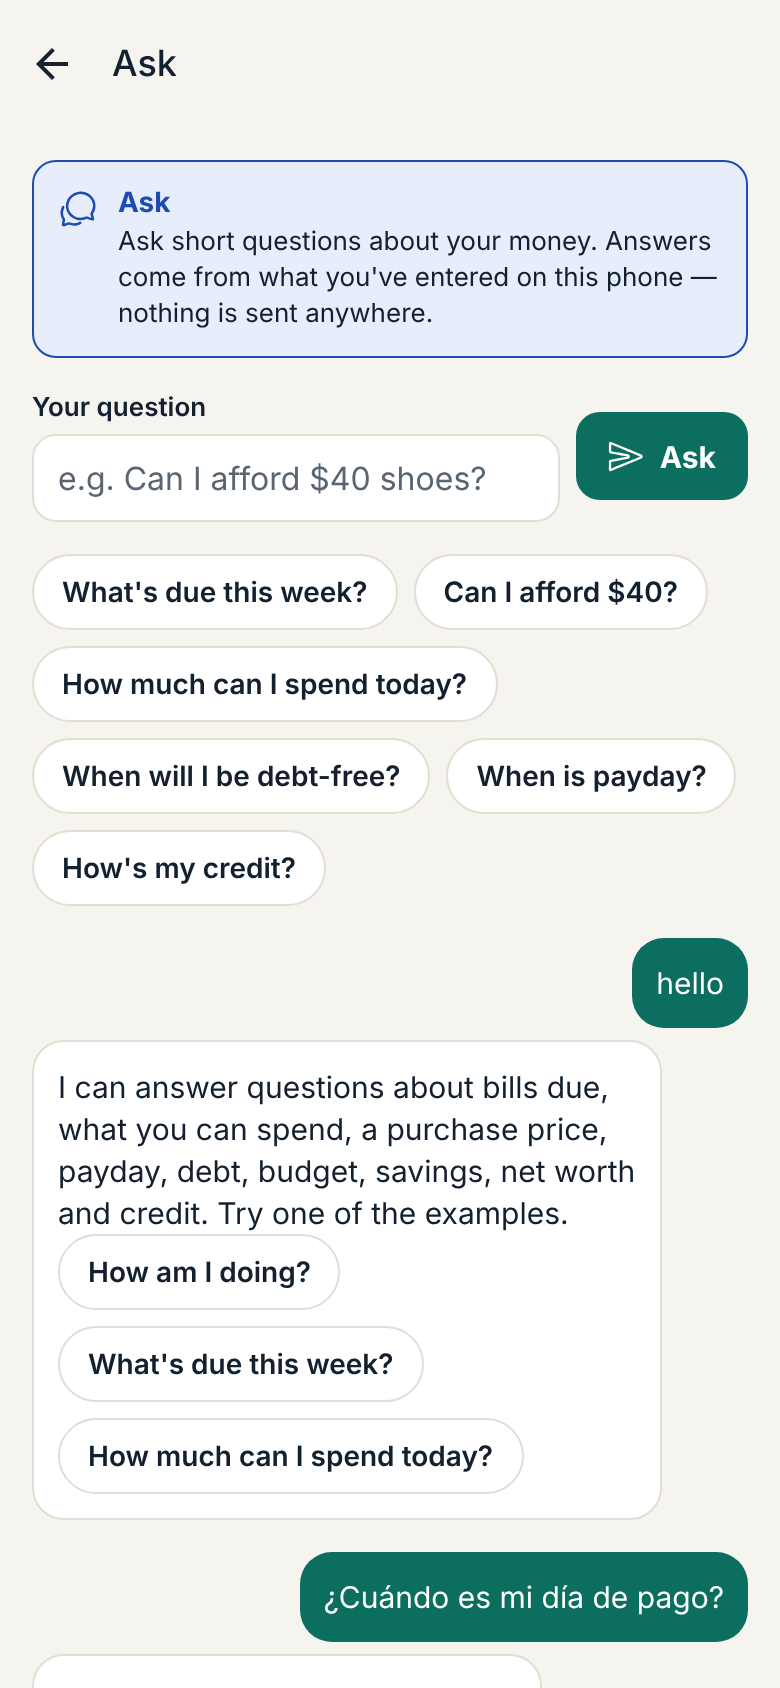 Ask
Ask
Ask short questions about your money. Answers
come from what you've entered on this phone —
nothing is sent anywhere.
Your question
e.g. Can I afford $40 shoes?
Ask
What's due this week?
Can I afford $40?
How much can I spend today?
When will I be debt-free?
When is payday?
How's my credit?
hello
I can answer questions about bills due,
what you can spend, a purchase price,
payday, debt, budget, savings, net worth
and credit. Try one of the examples.
How am I doing?
What's due this week?
How much can I spend today?
¿Cuándo es mi día de pago?